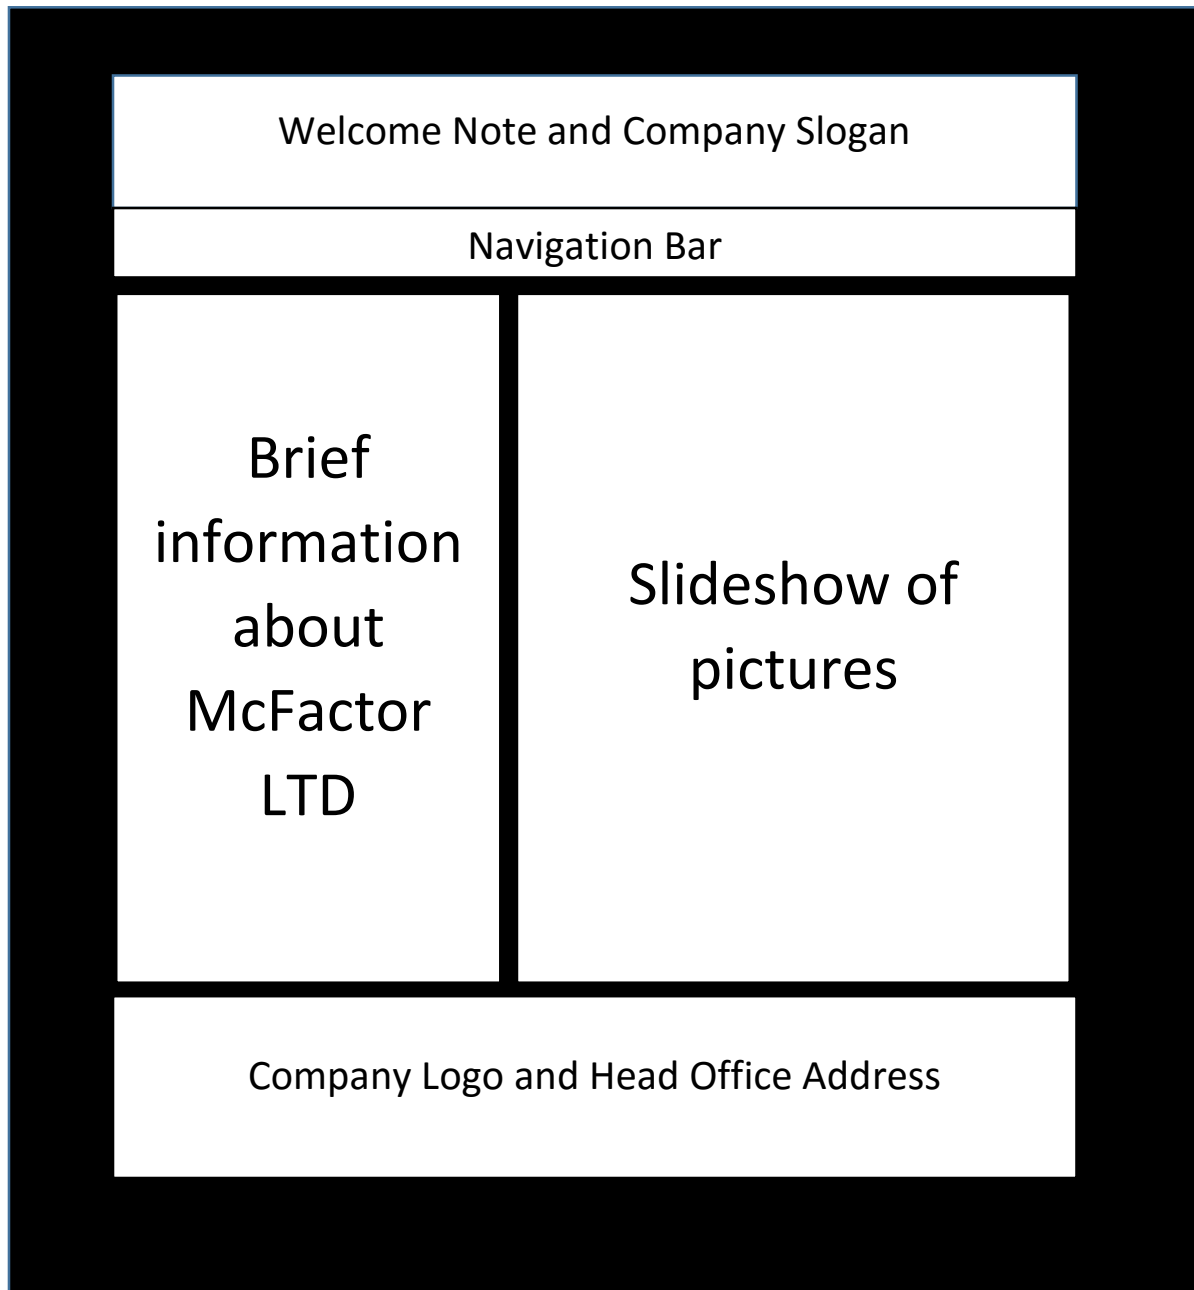 Welcome Note and Company Slogan
Navigation Bar
Brief
information
about
McFactor
LTD
Slideshow of
pictures
Company Logo and Head Office Address